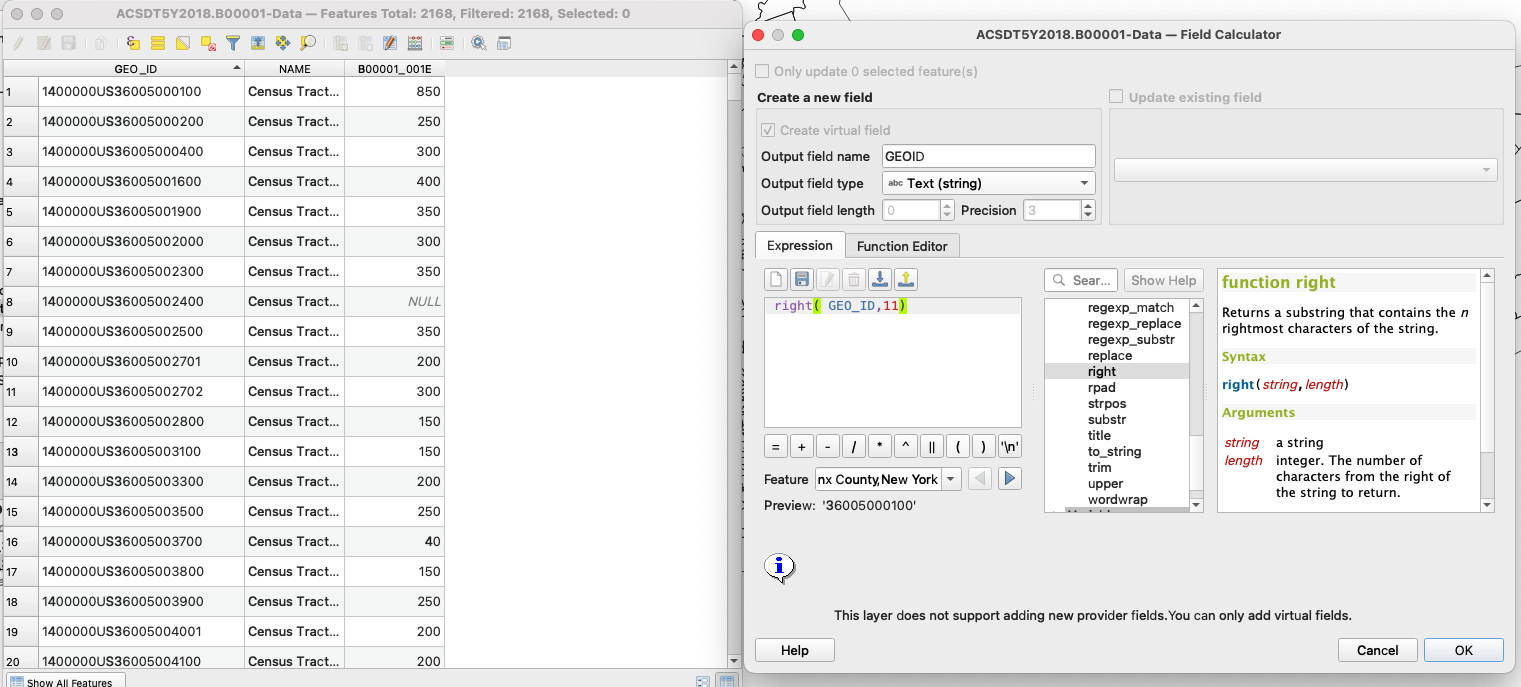 ACSDT5Y2018.B00001-Data — Features Total: 2168, Filtered: 2168, Selected: 0
GEO_ID NAME B00001_001E
1 1400000US36005000100 Census Tract... 850
2 1400000US36005000200 Census Tract... 250
3 1400000US36005000400 Census Tract... 300
4 1400000US36005001600 Census Tract... 400
5 1400000US36005001900 Census Tract... 350
6 1400000US36005002000 Census Tract... 300
7 1400000US36005002300 Census Tract... 350
8 1400000US36005002400 Census Tract... NULL
9 1400000US36005002500 Census Tract... 350
10 1400000US36005002701 Census Tract... 200
11 1400000US36005002702 Census Tract... 300
12 1400000US36005002800 Census Tract... 150
13 1400000US36005003100 Census Tract... 150
14 1400000US36005003300 Census Tract... 200
15 1400000US36005003500 Census Tract... 250
16 1400000US36005003700 Census Tract... 40
17 1400000US36005003800 Census Tract... 150
18 1400000US36005003900 Census Tract... 250
19 1400000US36005004001 Census Tract... 200
20 1400000US36005004100 Census Tract... 200
Show All Features
ACSDT5Y2018.B00001-Data — Field Calculator
Only update 0 selected feature(s)
Create a new field
Update existing field
Create virtual field
Output field name GEOID
Output field type abc Text (string)
Output field length 0 Precision 3
Expression Function Editor
Sear... Show Help
right( GEO_ID,11)
= + - / * ^ || ( ) '\n'
Feature nx County,New York
Preview: '36005000100'
regexp_match
regexp_replace
regexp_substr
replace
right
rpad
strpos
substr
title
to_string
trim
upper
wordwrap
function right
Returns a substring that contains the n
rightmost characters of the string.
Syntax
right(string,length)
Arguments
string a string
length integer. The number of
characters from the right of
the string to return.
This layer does not support adding new provider fields.You can only add virtual fields.
Help Cancel OK